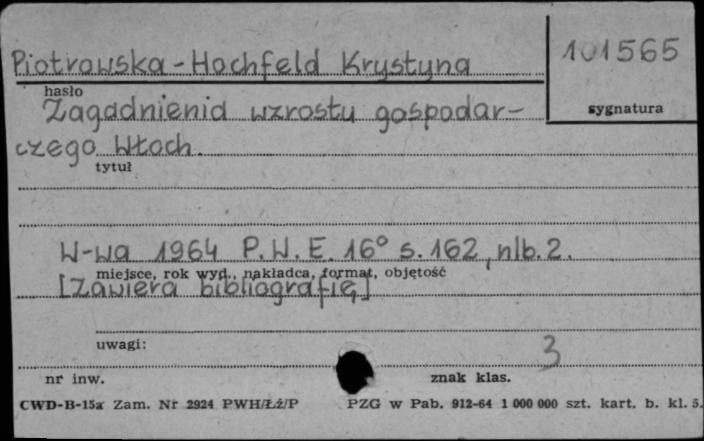 Piotrowska-Hochfeld Krystyna
101565
hasło
sygnatura
Zagadnienia wzrostu gospodar-
czego Włoch.
tytuł
W-wa 1964 P.W.E. 16° s. 162, nlb. 2.
miejsce, rok wyd., nakładca, format, objętość
[Zawiera bibliografię]
uwagi:
3
nr inw.
znak klas.
CWD-B-15a Zam. Nr 2924 PWH/Łź/P PZG w Pab. 912-64 1 000 000 szt. kart. b. kl. 5.